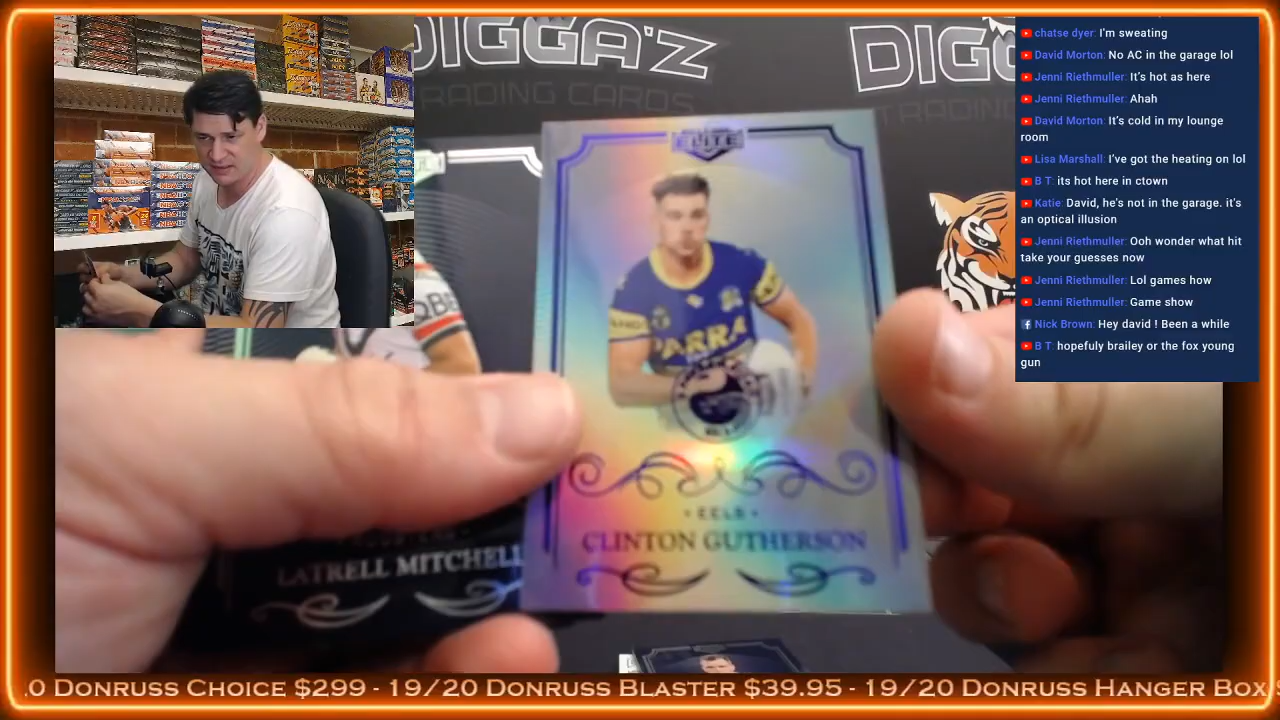 DIGGA'Z
TRADING CARDS
DIGG
TRADING
ELITE
QBE
PARRA
• EELS •
CLINTON GUTHERSON
LATRELL MITCHELL
chatse dyer: I'm sweating
David Morton: No AC in the garage lol
Jenni Riethmuller: It's hot as here
Jenni Riethmuller: Ahah
David Morton: It's cold in my lounge
room
Lisa Marshall: I've got the heating on lol
B T: its hot here in ctown
Katie: David, he's not in the garage. it's
an optical illusion
Jenni Riethmuller: Ooh wonder what hit
take your guesses now
Jenni Riethmuller: Lol games how
Jenni Riethmuller: Game show
Nick Brown: Hey david ! Been a while
B T: hopefuly brailey or the fox young
gun
0 DONRUSS CHOICE $299 - 19/20 DONRUSS BLASTER $39.95 - 19/20 DONRUSS HANGER BOX